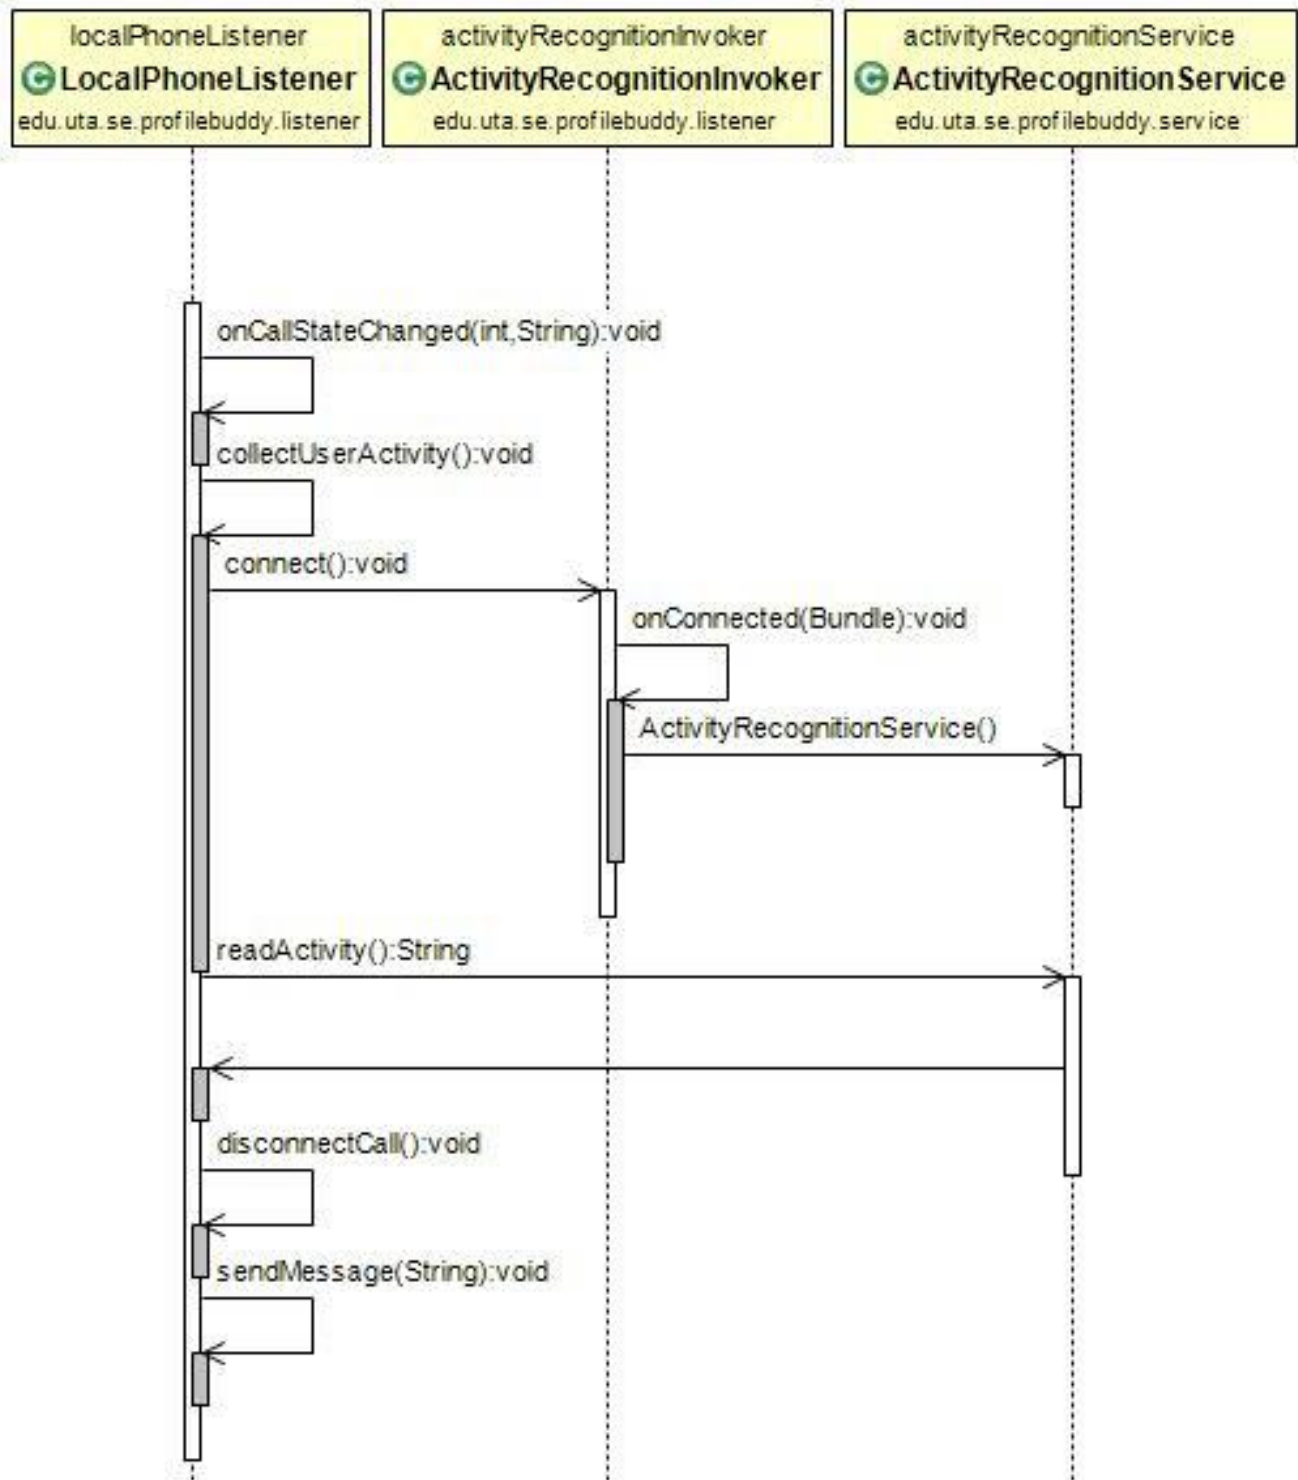 localPhoneListener
C LocalPhoneListener
edu.uta.se.profilebuddy.listener
activityRecognitionInvoker
C ActivityRecognitionInvoker
edu.uta.se.profilebuddy.listener
activityRecognitionService
C ActivityRecognitionService
edu.uta.se.profilebuddy.service
onCallStateChanged(int,String):void
collectUserActivity():void
connect():void
onConnected(Bundle):void
ActivityRecognitionService()
readActivity():String
disconnectCall():void
sendMessage(String):void